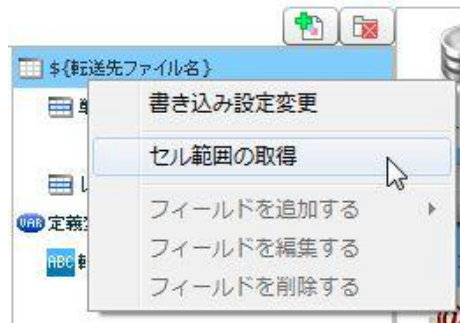 ${転送先ファイル名}
書き込み設定変更
セル範囲の取得
フィールドを追加する
VAR 定義
フィールドを編集する
ABC
フィールドを削除する